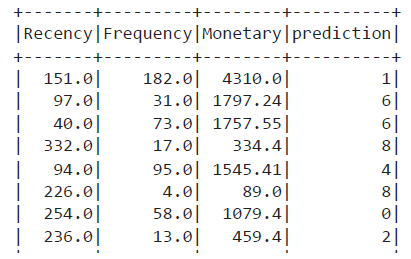 +-------+---------+--------+----------+
|Recency|Frequency|Monetary|prediction|
+-------+---------+--------+----------+
|  151.0|    182.0|  4310.0|         1|
|   97.0|     31.0| 1797.24|         6|
|   40.0|     73.0| 1757.55|         6|
|  332.0|     17.0|   334.4|         8|
|   94.0|     95.0| 1545.41|         4|
|  226.0|      4.0|    89.0|         8|
|  254.0|     58.0|  1079.4|         0|
|  236.0|     13.0|   459.4|         2|